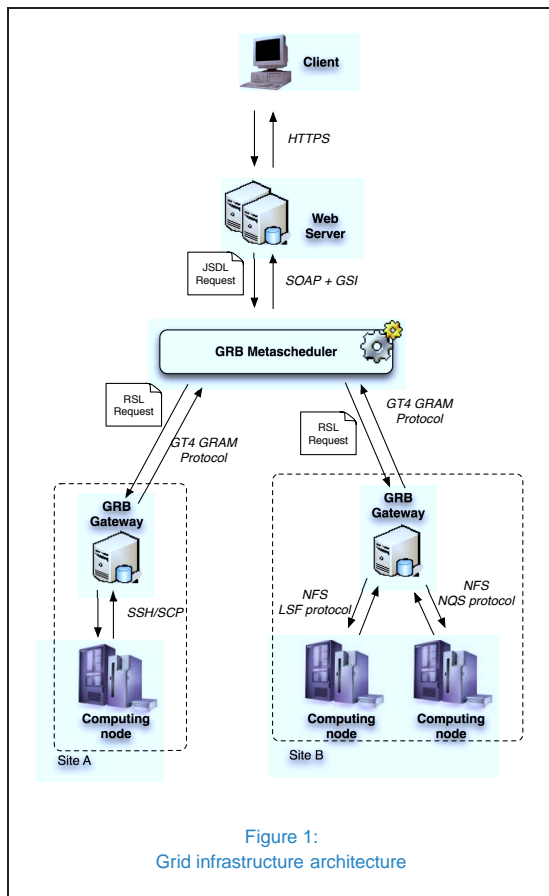 Client
HTTPS
Web
Server
JSDL
Request
SOAP + GSI
GRB Metascheduler
RSL
Request
GT4 GRAM
Protocol
RSL
Request
GT4 GRAM
Protocol
GRB
Gateway
SSH/SCP
Computing
node
Site A
GRB
Gateway
NFS
LSF protocol
NFS
NQS protocol
Computing
node
Computing
node
Site B
Figure 1:
Grid infrastructure architecture